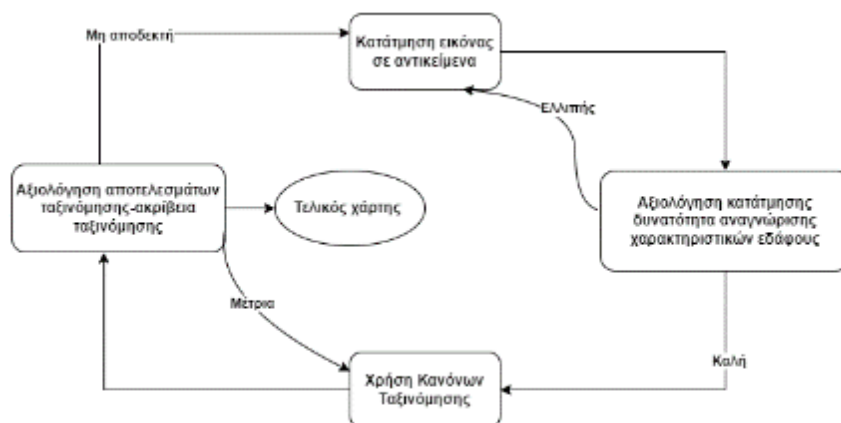 Μη αποδεκτή
Κατάτμηση εικόνας
σε αντικείμενα
Ελλιπής
Αξιολόγηση αποτελεσμάτων
ταξινόμησης-ακρίβεια
ταξινόμησης
Τελικός χάρτης
Αξιολόγηση κατάτμησης
δυνατότητα αναγνώρισης
χαρακτηριστικών εδάφους
Μέτρια
Καλή
Χρήση Κανόνων
Ταξινόμησης